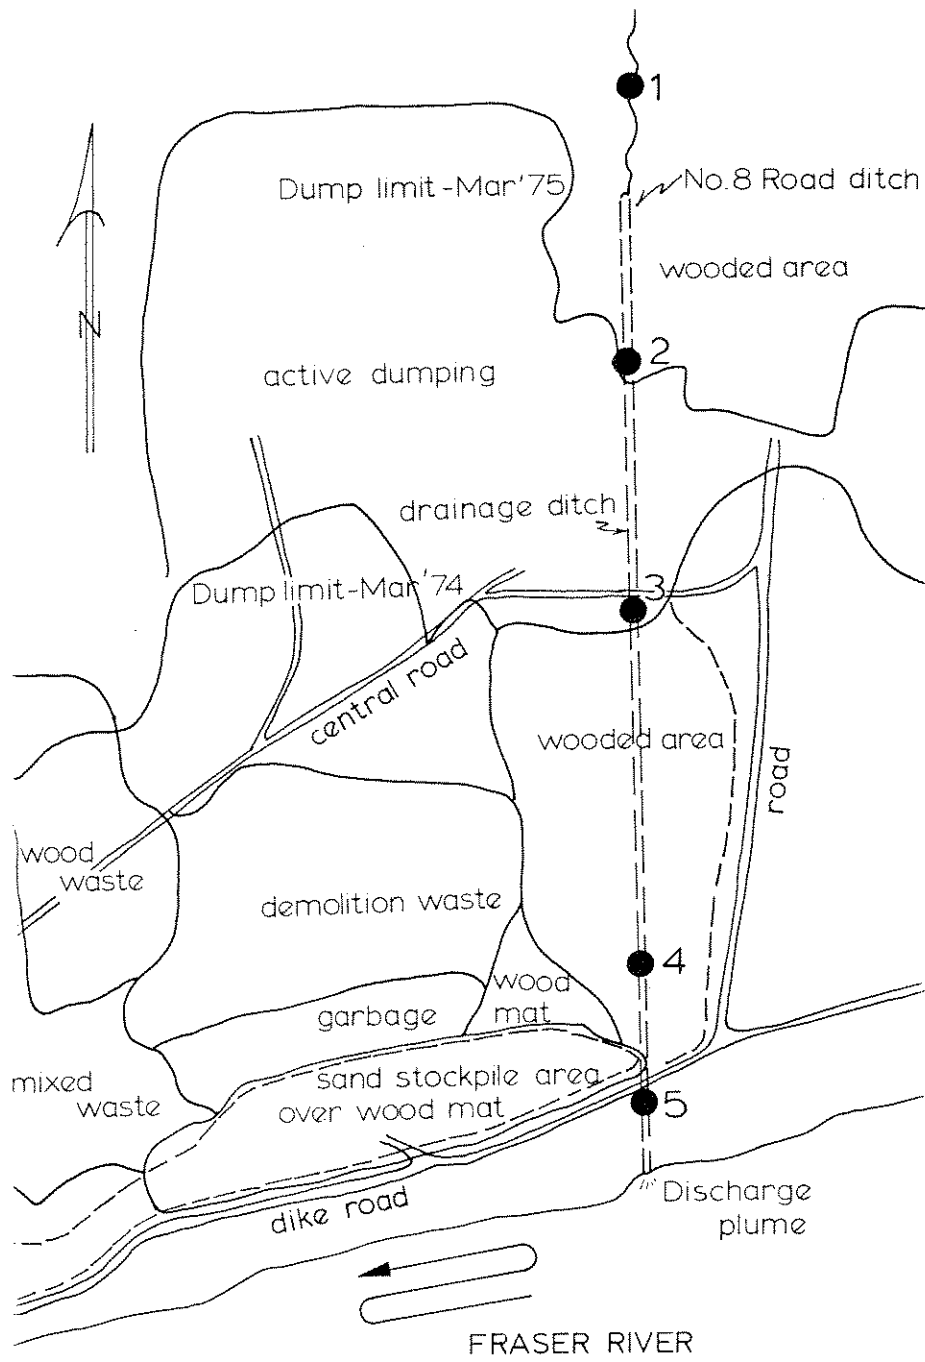 1
Dump limit-Mar'75
No.8 Road ditch
wooded area
N
2
active dumping
drainage ditch
3
Dump limit-Mar'74
central road
wooded area
road
wood
waste
demolition waste
4
wood
mat
garbage
mixed
waste
sand stockpile area
over wood mat
5
dike road
Discharge
plume
FRASER RIVER